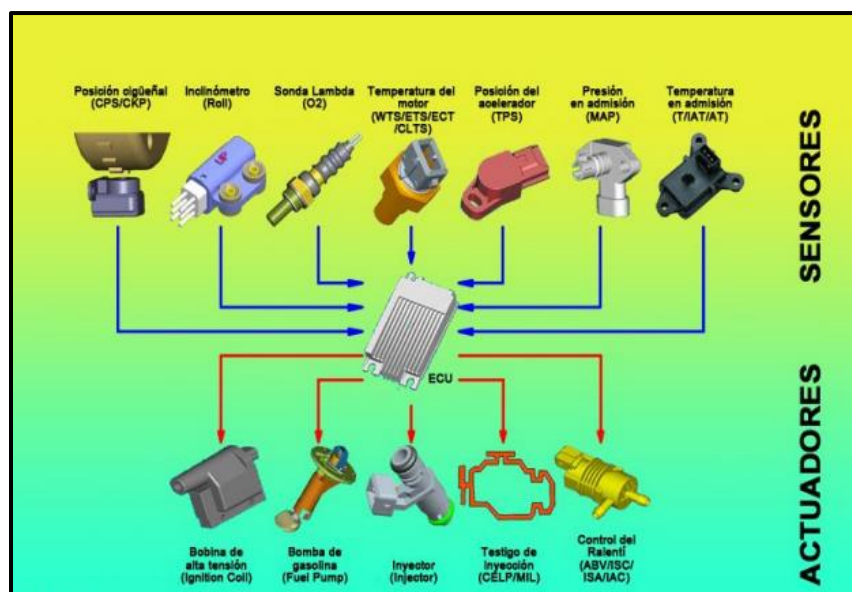 Posición cigüeñal
(CPS/CKP)
Inclinómetro
(Roll)
Sonda Lambda
(O2)
Temperatura del
motor
(WTS/ETS/ECT
/CLTS)
Posición del
acelerador
(TPS)
Presión
en admisión
(MAP)
Temperatura
en admisión
(T/IAT/AT)
SENSORES
ECU
ACTUADORES
Bobina de
alta tensión
(Ignition Coil)
Bomba de
gasolina
(Fuel Pump)
Inyector
(Injector)
Testigo de
inyección
(CELP/MIL)
Control del
Ralentí
(ABV/ISC/
ISA/IAC)